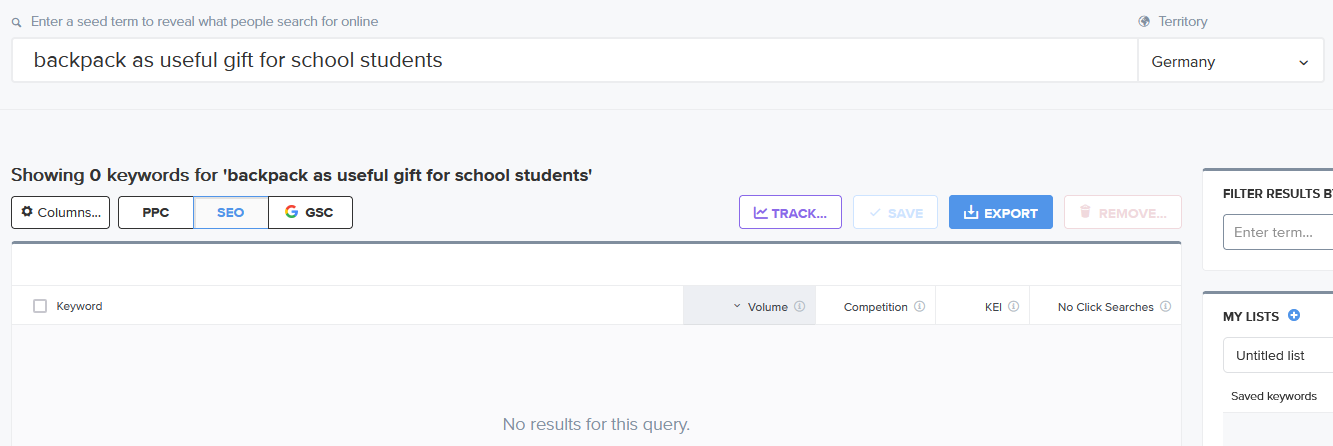 Enter a seed term to reveal what people search for online
Territory
backpack as useful gift for school students
Germany
Showing 0 keywords for 'backpack as useful gift for school students'
Columns...
PPC
SEO
GSC
TRACK...
SAVE
EXPORT
REMOVE...
Keyword
Volume
Competition
KEI
No Click Searches
No results for this query.
FILTER RESULTS B
Enter term...
MY LISTS
Untitled list
Saved keywords